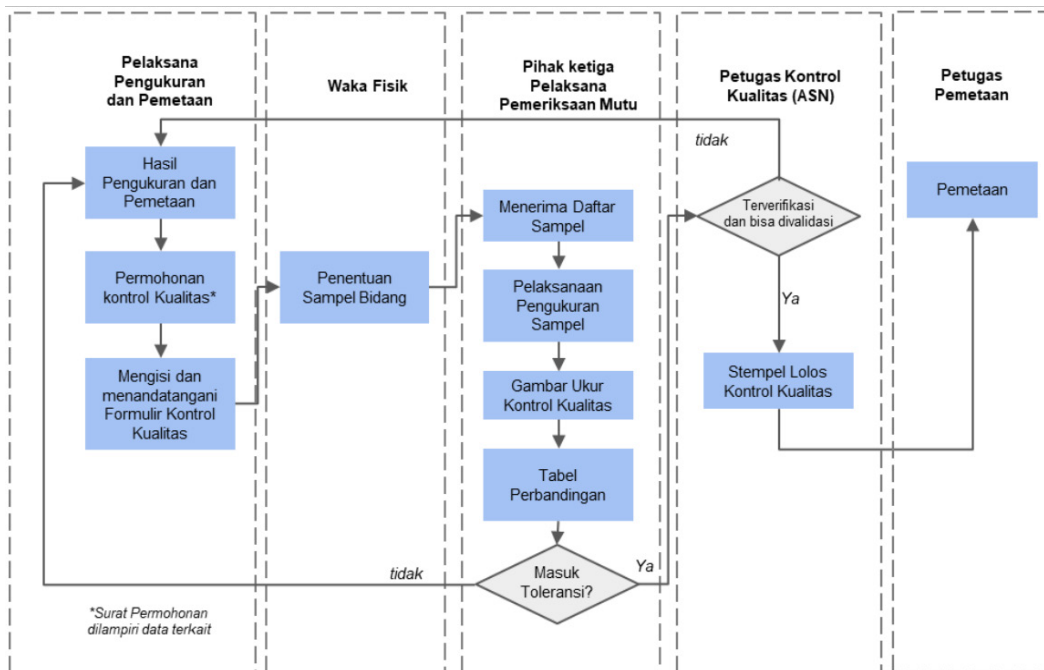 Pelaksana
Pengukuran
dan Pemetaan
Waka Fisik
Pihak ketiga
Pelaksana
Pemeriksaan Mutu
Petugas Kontrol
Kualitas (ASN)
Petugas
Pemetaan
tidak
Hasil
Pengukuran dan
Pemetaan
Permohonan
kontrol Kualitas*
Mengisi dan
menandatangani
Formulir Kontrol
Kualitas
Penentuan
Sampel Bidang
Menerima Daftar
Sampel
Pelaksanaan
Pengukuran
Sampel
Gambar Ukur
Kontrol Kualitas
Tabel
Perbandingan
Masuk
Toleransi?
tidak
Ya
Terverifikasi
dan bisa divalidasi
Ya
Stempel Lolos
Kontrol Kualitas
Pemetaan
*Surat Permohonan
dilampiri data terkait